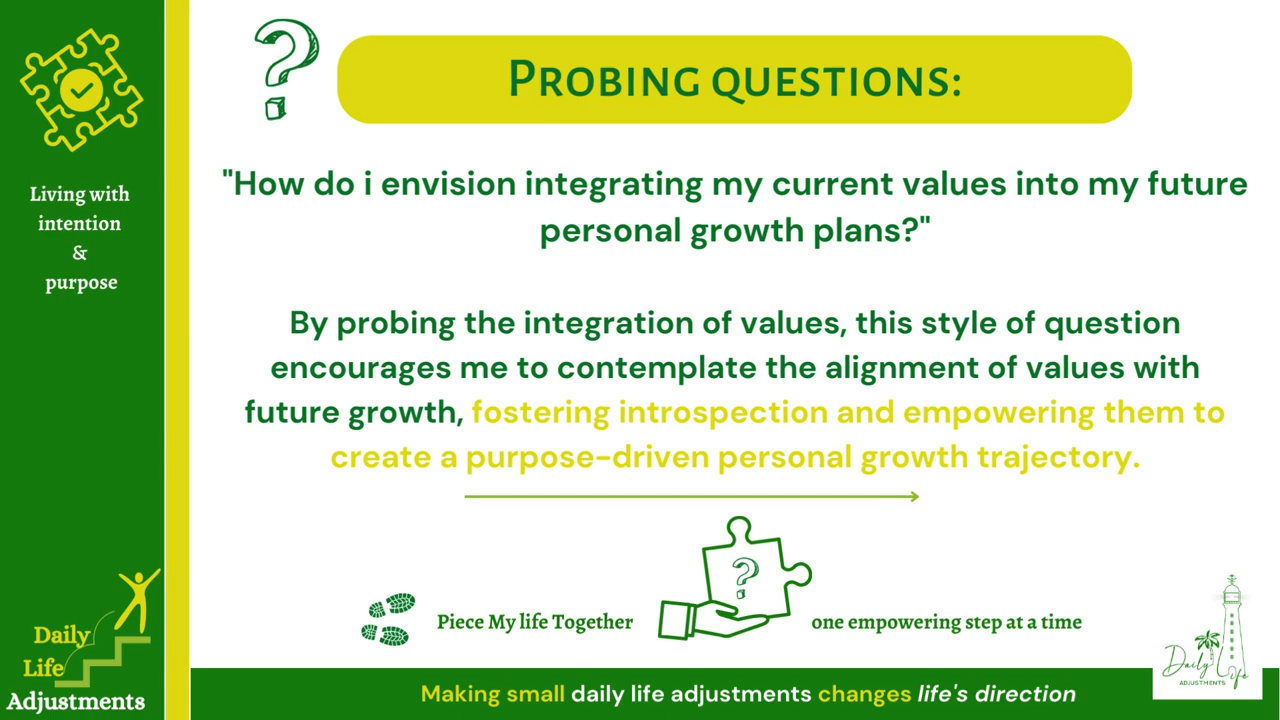 Living with
intention
&
purpose
Daily
Life
Adjustments
?
PROBING QUESTIONS:
"How do i envision integrating my current values into my future
personal growth plans?"
By probing the integration of values, this style of question
encourages me to contemplate the alignment of values with
future growth, fostering introspection and empowering them to
create a purpose-driven personal growth trajectory.
?
Piece My life Together
one empowering step at a time
Making small daily life adjustments changes life's direction
Daily Life
ADJUSTMENTS